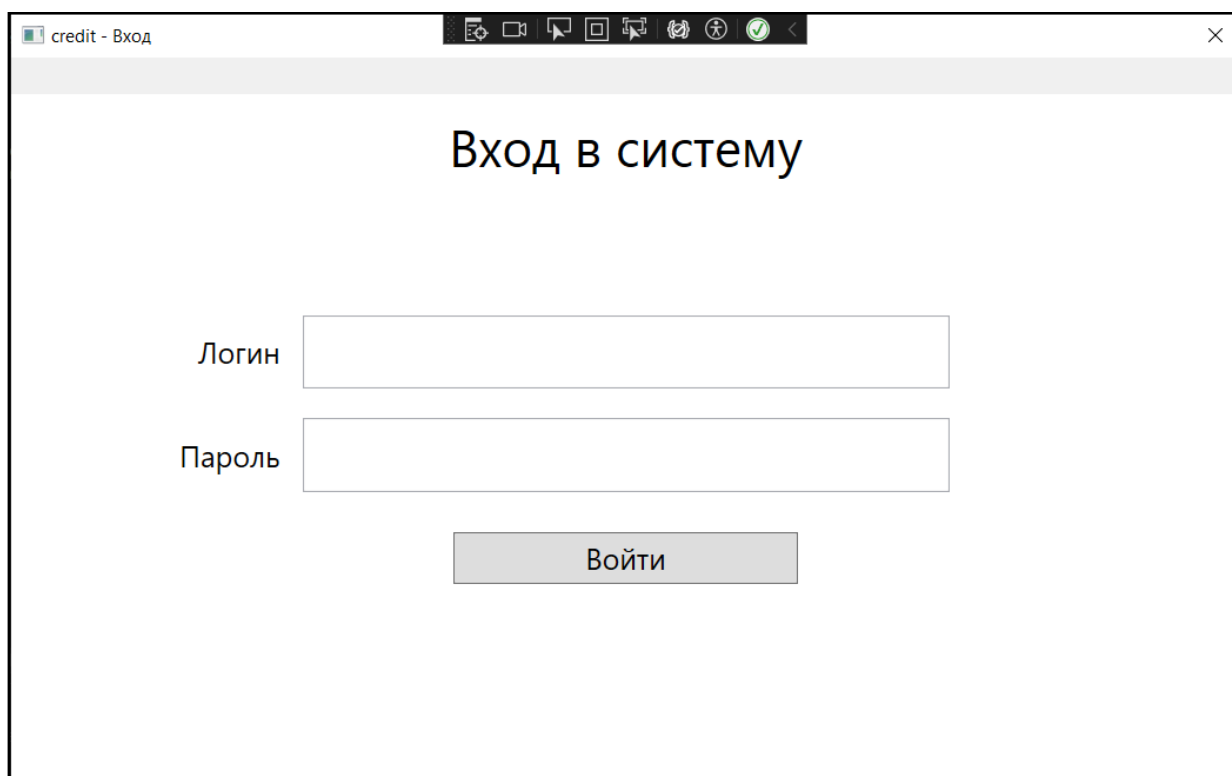 credit - Вход
Вход в систему
Логин
Пароль
Войти